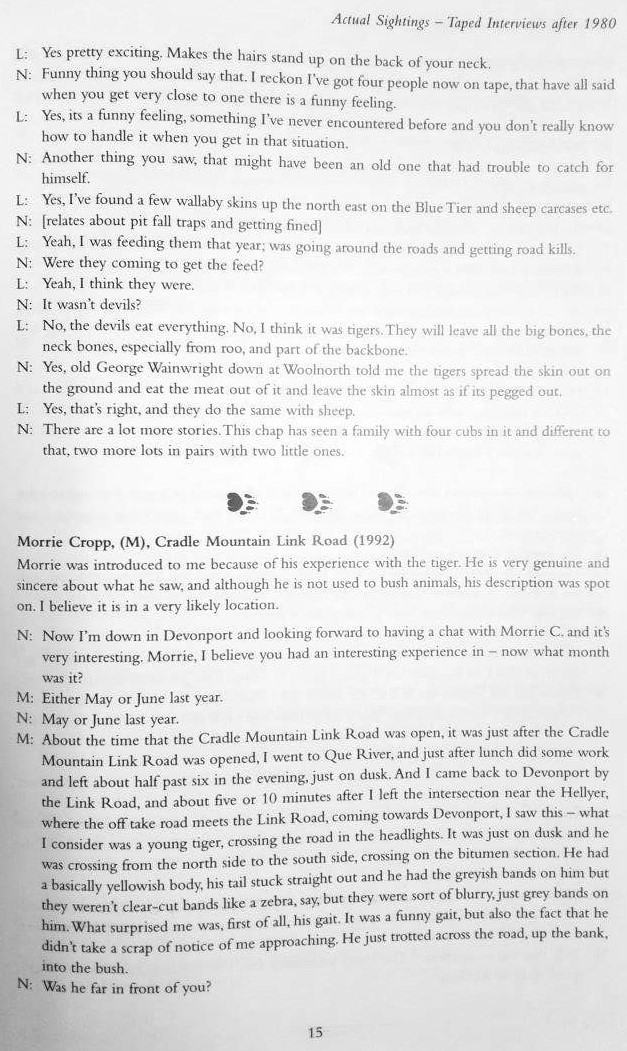 Actual Sightings – Taped Interviews after 1980
L: Yes pretty exciting. Makes the hairs stand up on the back of your neck.
N: Funny thing you should say that. I reckon I've got four people now on tape, that have all said
when you get very close to one there is a funny feeling.
L: Yes, its a funny feeling, something I've never encountered before and you don't really know
how to handle it when you get in that situation.
N: Another thing you saw, that might have been an old one that had trouble to catch for
himself.
L: Yes, I've found a few wallaby skins up the north east on the Blue Tier and sheep carcases etc.
N: [relates about pit fall traps and getting fined]
L: Yeah, I was feeding them that year; was going around the roads and getting road kills.
N: Were they coming to get the feed?
L: Yeah, I think they were.
N: It wasn't devils?
L: No, the devils eat everything. No, I think it was tigers. They will leave all the big bones, the
neck bones, especially from roo, and part of the backbone.
N: Yes, old George Wainwright down at Woolnorth told me the tigers spread the skin out on
the ground and eat the meat out of it and leave the skin almost as if its pegged out.
L: Yes, that's right, and they do the same with sheep.
N: There are a lot more stories. This chap has seen a family with four cubs in it and different to
that, two more lots in pairs with two little ones.
Morrie Cropp, (M), Cradle Mountain Link Road (1992)
Morrie was introduced to me because of his experience with the tiger. He is very genuine and
sincere about what he saw, and although he is not used to bush animals, his description was spot
on. I believe it is in a very likely location.
N: Now I'm down in Devonport and looking forward to having a chat with Morrie C. and it's
very interesting. Morrie, I believe you had an interesting experience in – now what month
was it?
M: Either May or June last year.
N: May or June last year.
M: About the time that the Cradle Mountain Link Road was open, it was just after the Cradle
Mountain Link Road was opened, I went to Que River, and just after lunch did some work
and left about half past six in the evening, just on dusk. And I came back to Devonport by
the Link Road, and about five or 10 minutes after I left the intersection near the Hellyer,
where the off take road meets the Link Road, coming towards Devonport, I saw this – what
I consider was a young tiger, crossing the road in the headlights. It was just on dusk and he
was crossing from the north side to the south side, crossing on the bitumen section. He had
a basically yellowish body, his tail stuck straight out and he had the greyish bands on him but
they weren't clear-cut bands like a zebra, say, but they were sort of blurry, just grey bands on
him. What surprised me was, first of all, his gait. It was a funny gait, but also the fact that he
didn't take a scrap of notice of me approaching. He just trotted across the road, up the bank,
into the bush.
N: Was he far in front of you?
15